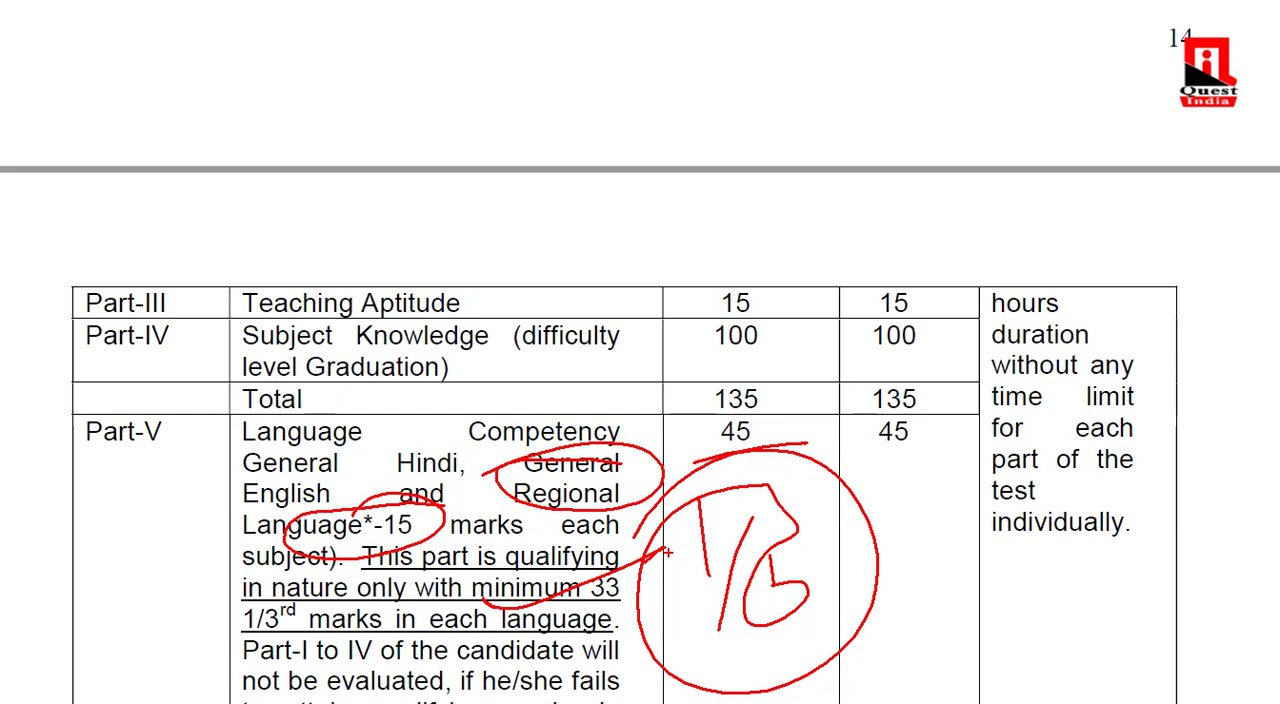 14
Quest
India
Part-III Teaching Aptitude 15 15 hours
Part-IV Subject Knowledge (difficulty 100 100 duration
level Graduation) without any
Total 135 135 time limit
Part-V Language Competency 45 45 for each
General Hindi, General part of the
English and Regional test
Language*-15 marks each individually.
subject). This part is qualifying
in nature only with minimum 33
1/3rd marks in each language.
Part-I to IV of the candidate will
not be evaluated, if he/she fails